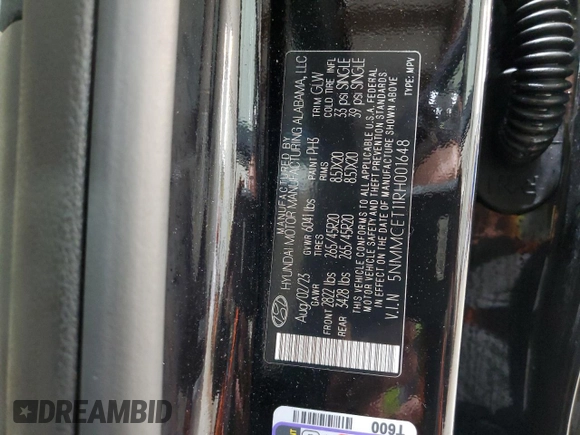 MANUFACTURED BY
HYUNDAI MOTOR MANUFACTURING ALABAMA, LLC
Aug/02/23 GVWR 6041 lbs PAINT PH3 TRIM GLW
GAWR TIRES RIMS COLD TIRE INFL
FRONT 2822 lbs 265/45R20 8.5JX20 33 psi SINGLE
REAR 3428 lbs 265/45R20 8.5JX20 39 psi SINGLE
THIS VEHICLE CONFORMS TO ALL APPLICABLE U.S.A. FEDERAL
MOTOR VEHICLE SAFETY AND THEFT PREVENTION STANDARDS
IN EFFECT ON THE DATE OF MANUFACTURE SHOWN ABOVE
V.I.N 5NMMCET11RH001648 TYPE: MPV
T600
DREAMBID